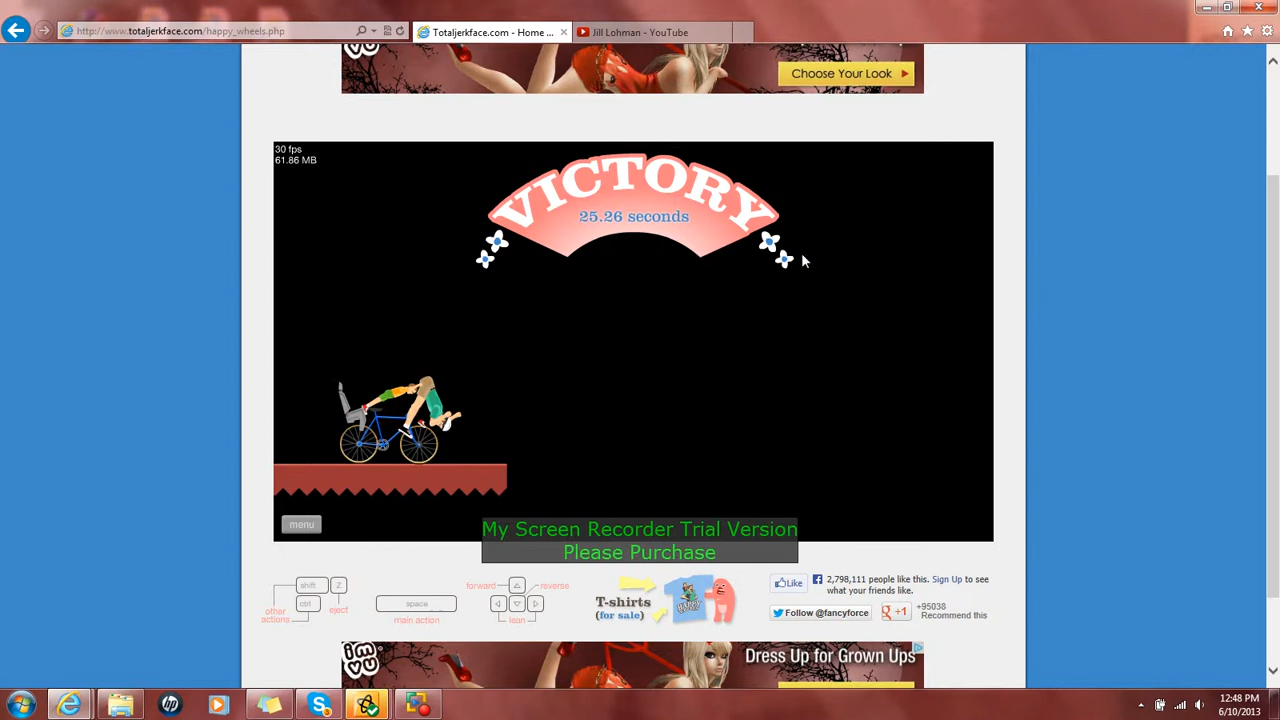 http://www.totaljerkface.com/happy_wheels.php
Totaljerkface.com - Home ...
Jill Lohman - YouTube
Choose Your Look
30 fps
61.86 MB
VICTORY
25.26 seconds
menu
My Screen Recorder Trial Version
Please Purchase
shift
Z
ctrl
eject
other
actions
space
main action
forward
reverse
lean
T-shirts
(for sale)
HAPPY
Like
2,798,111 people like this. Sign Up to see
what your friends like.
Follow @fancyforce
+1
+95038
Recommend this
imvu
Dress Up for Grown Ups
hp
12:48 PM
6/10/2013